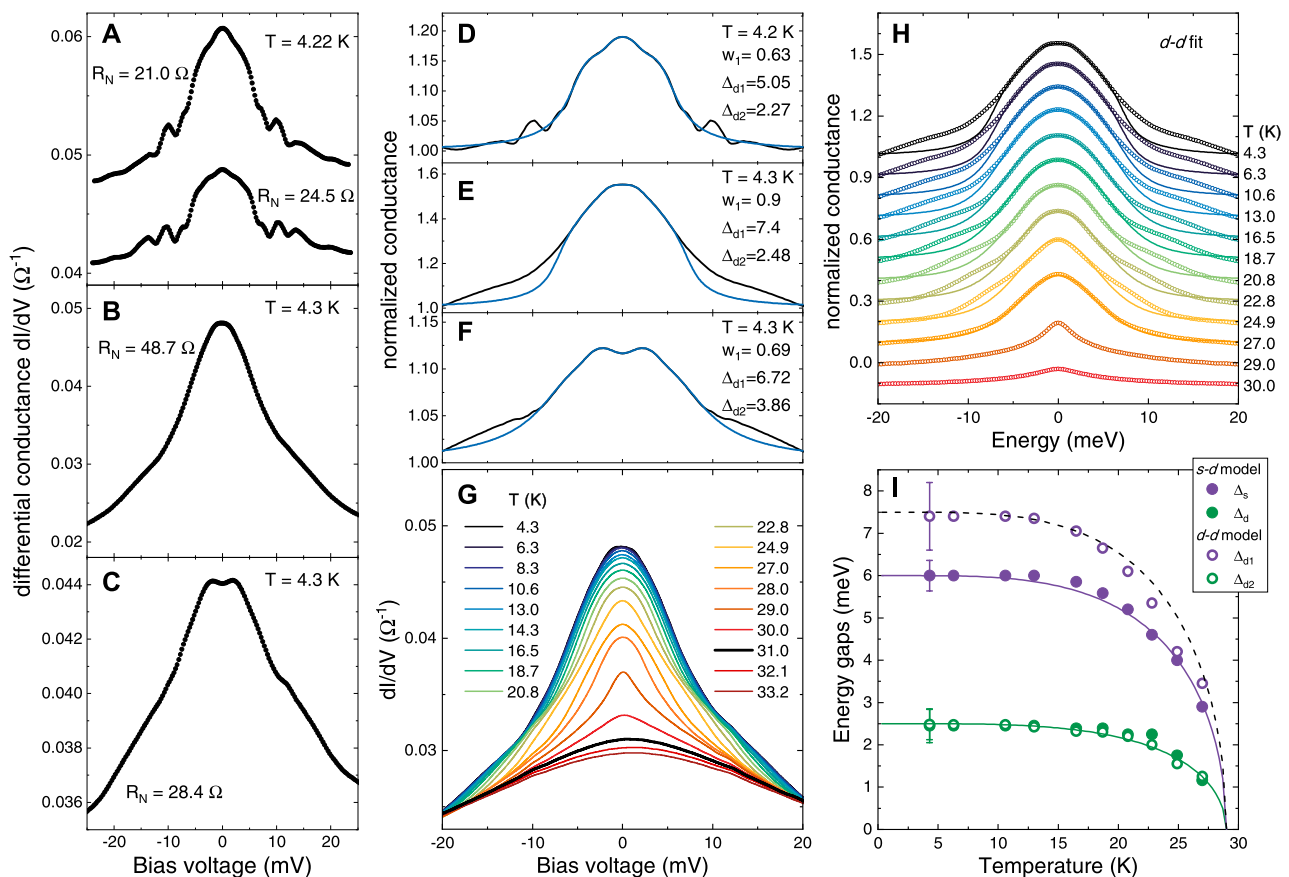 A
T = 4.22 K
R_N = 21.0 Ω
R_N = 24.5 Ω
0.06
0.05
0.04
B
T = 4.3 K
R_N = 48.7 Ω
0.05
0.04
0.03
0.02
C
T = 4.3 K
R_N = 28.4 Ω
0.044
0.042
0.040
0.038
0.036
-20 -10 0 10 20
Bias voltage (mV)
differential conductance dI/dV (Ω⁻¹)
D
T = 4.2 K
w₁ = 0.63
Δ_d1=5.05
Δ_d2=2.27
1.20
1.15
1.10
1.05
1.00
E
T = 4.3 K
w₁ = 0.9
Δ_d1=7.4
Δ_d2=2.48
1.6
1.4
1.2
1.0
F
T = 4.3 K
w₁ = 0.69
Δ_d1=6.72
Δ_d2=3.86
1.15
1.10
1.05
1.00
normalized conductance
G
T (K)
4.3
6.3
8.3
10.6
13.0
14.3
16.5
18.7
20.8
22.8
24.9
27.0
28.0
29.0
30.0
31.0
32.1
33.2
0.05
0.04
0.03
dI/dV (Ω⁻¹)
-20 -10 0 10 20
Bias voltage (mV)
H
d-d fit
T (K)
4.3
6.3
10.6
13.0
16.5
18.7
20.8
22.8
24.9
27.0
29.0
30.0
1.5
1.2
0.9
0.6
0.3
0.0
normalized conductance
-20 -10 0 10 20
Energy (meV)
I
s-d model
Δ_s
Δ_d
d-d model
Δ_d1
Δ_d2
8
7
6
5
4
3
2
1
0
Energy gaps (meV)
0 5 10 15 20 25 30
Temperature (K)